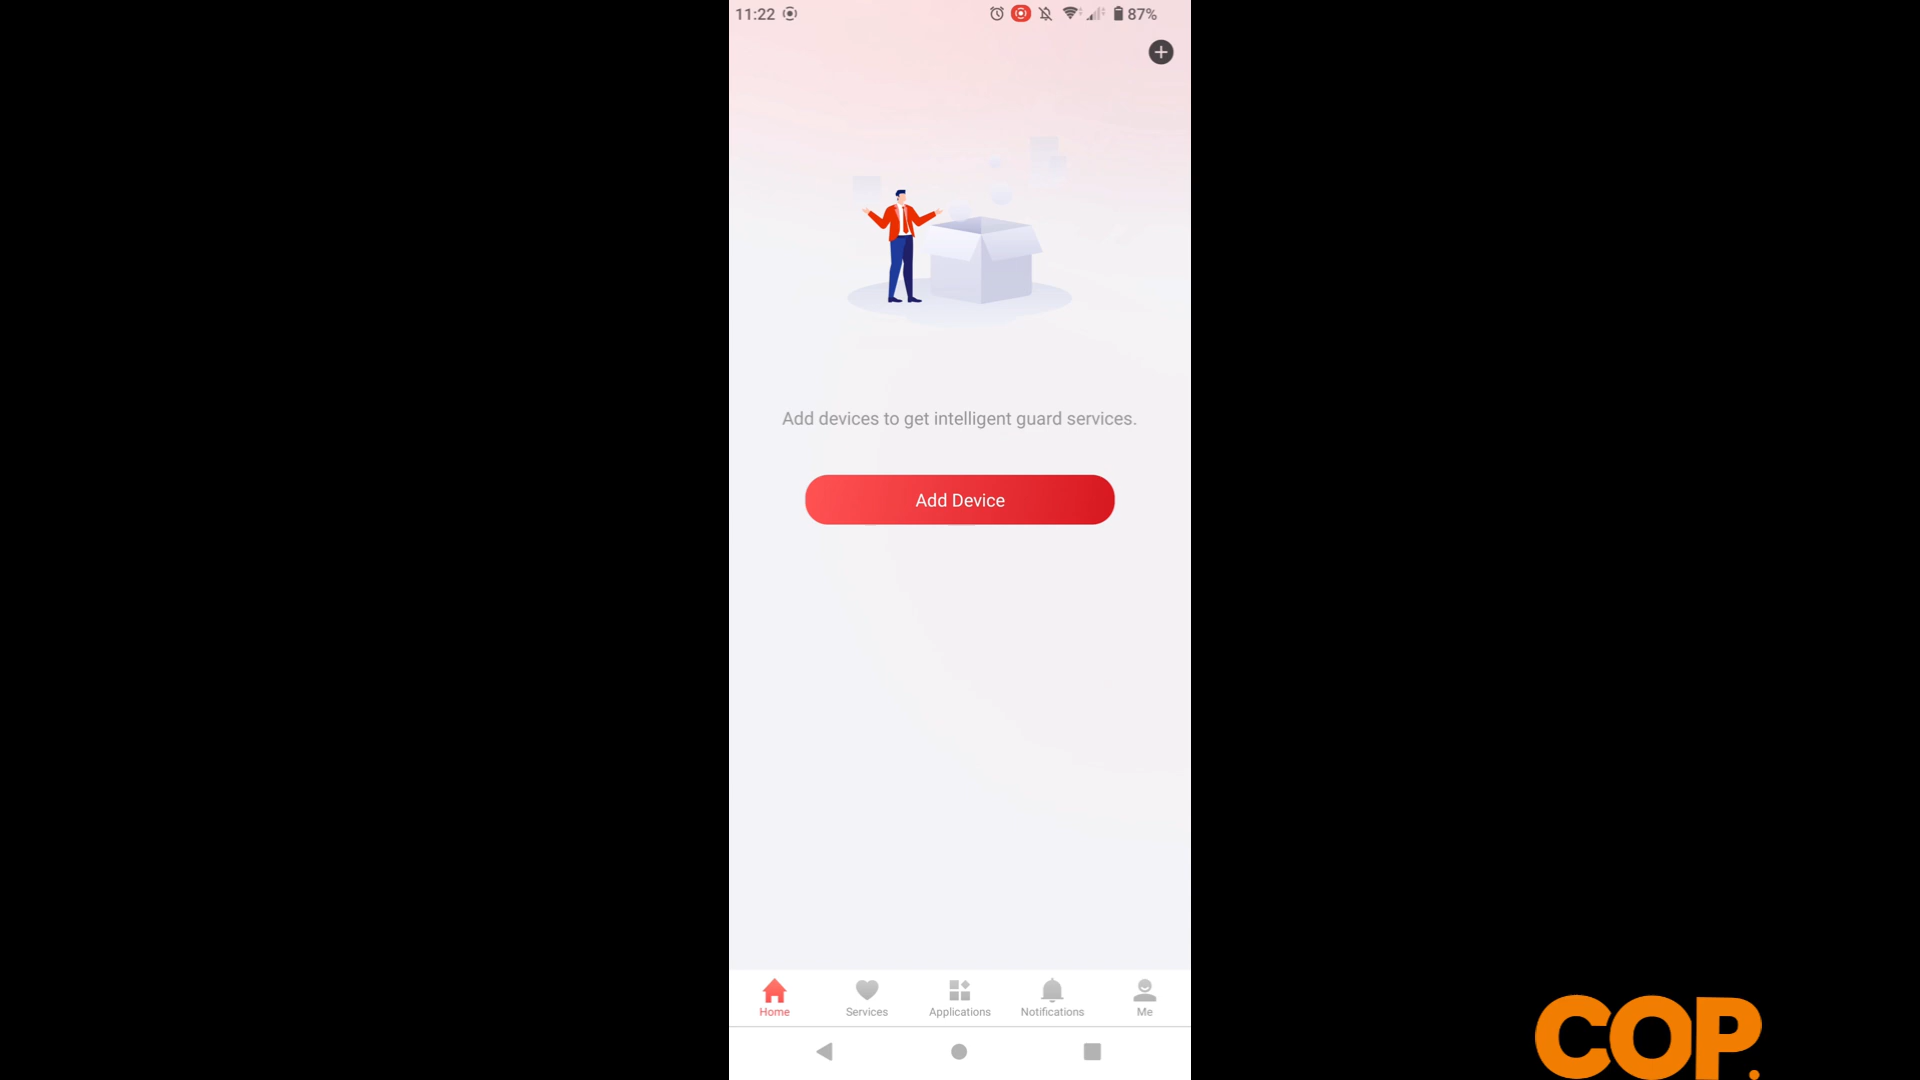 11:22
87%
Add devices to get intelligent guard services.
Add Device
Home
Services
Applications
Notifications
Me
COP.